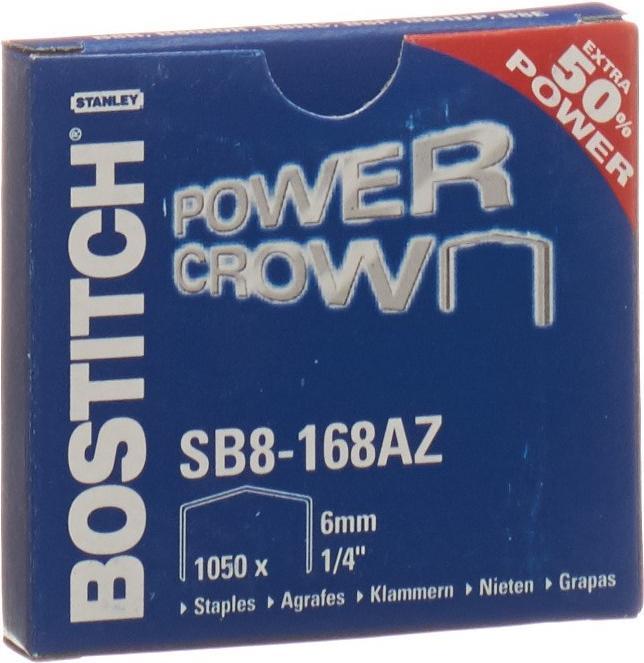 STANLEY
BOSTITCH®
EXTRA
50%
POWER
POWER
CROWN
SB8-168AZ
1050 x
6mm
1/4"
Staples Agrafes Klammern Nieten Grapas